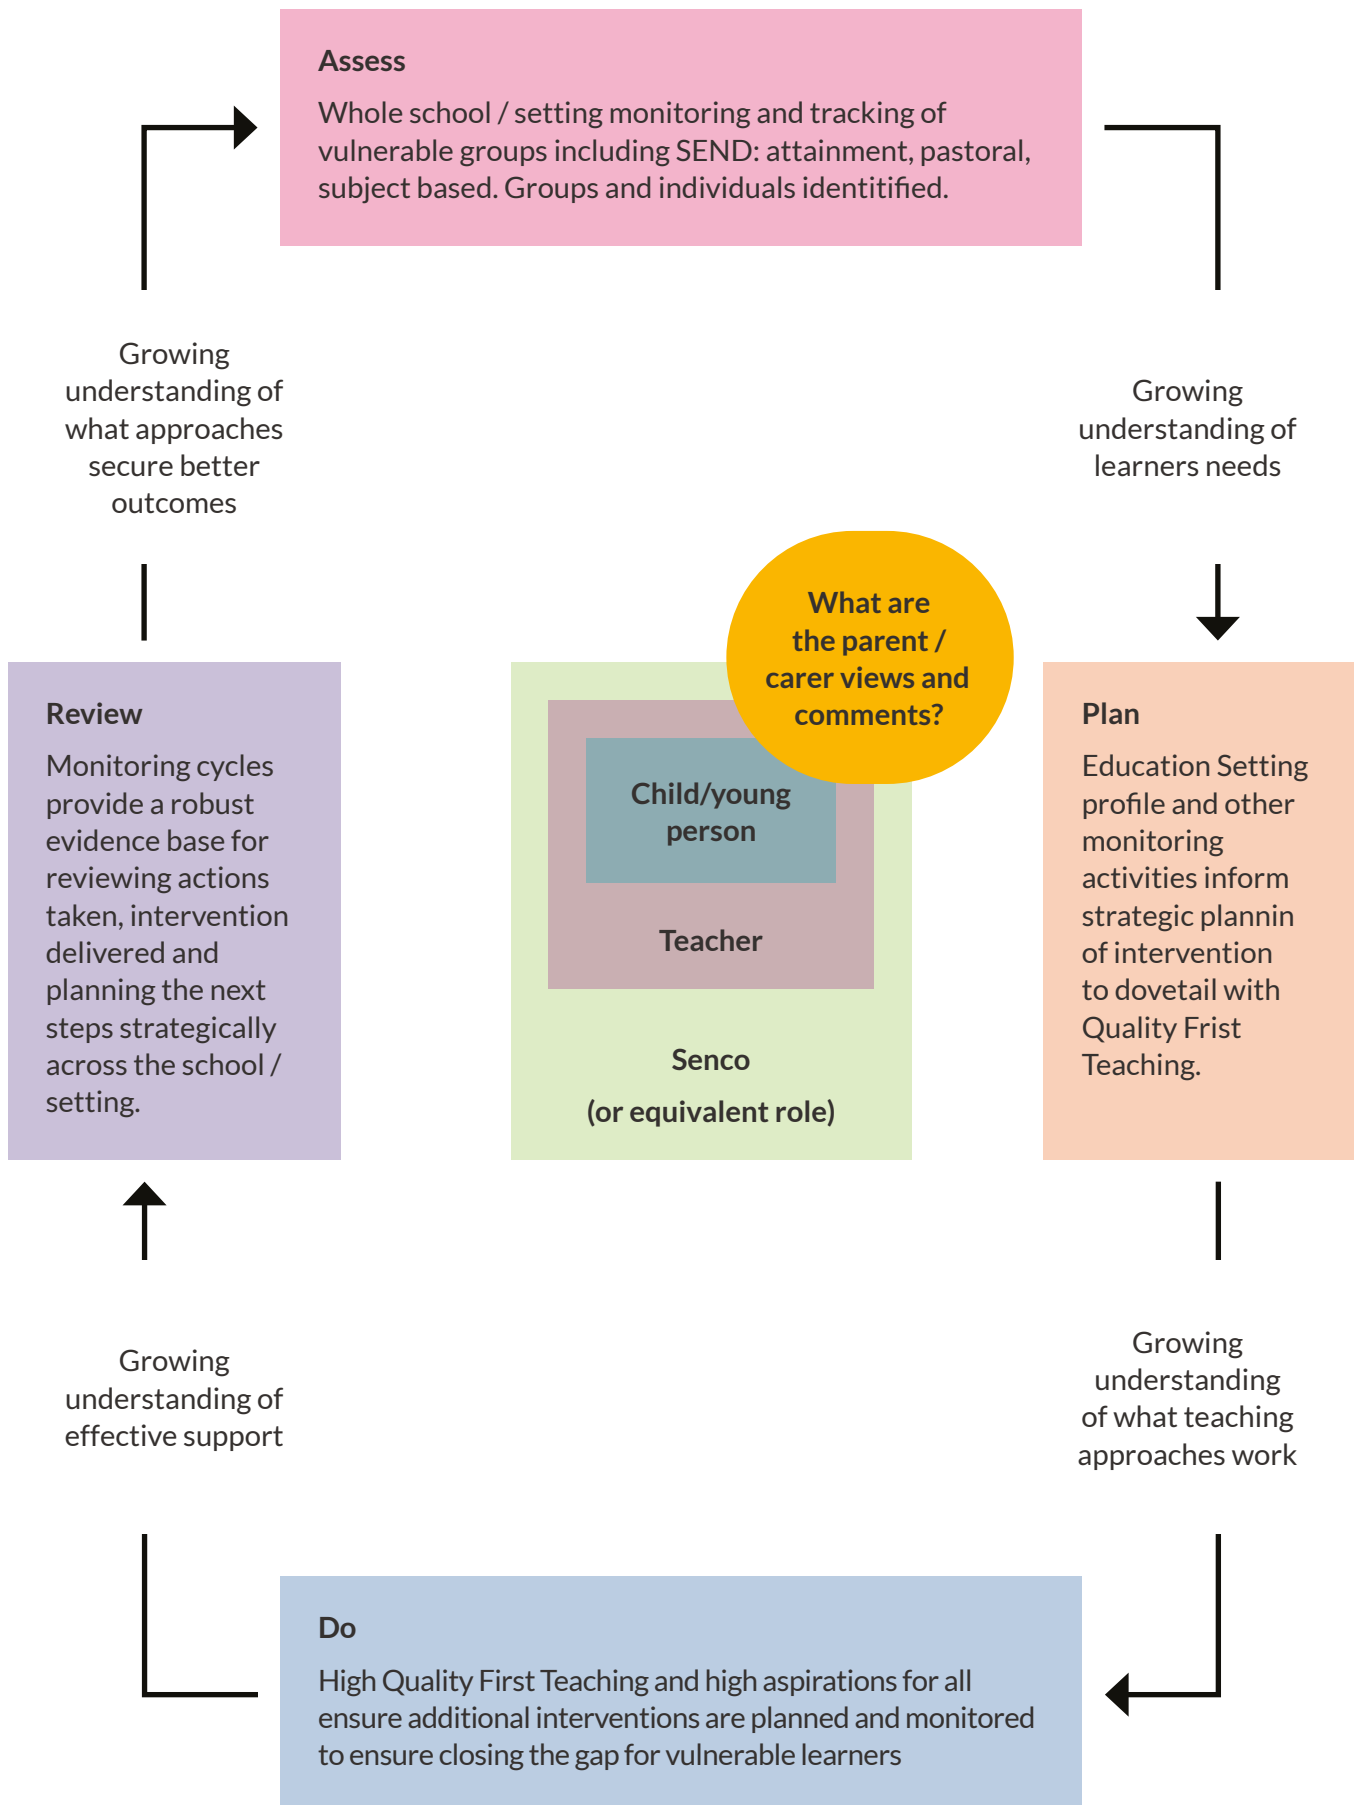 Assess
Whole school / setting monitoring and tracking of
vulnerable groups including SEND: attainment, pastoral,
subject based. Groups and individuals identitified.
Growing
understanding of
what approaches
secure better
outcomes
Growing
understanding of
learners needs
What are
the parent /
carer views and
comments?
Review
Monitoring cycles
provide a robust
evidence base for
reviewing actions
taken, intervention
delivered and
planning the next
steps strategically
across the school /
setting.
Child/young
person
Teacher
Senco
(or equivalent role)
Plan
Education Setting
profile and other
monitoring
activities inform
strategic plannin
of intervention
to dovetail with
Quality Frist
Teaching.
Growing
understanding of
effective support
Growing
understanding
of what teaching
approaches work
Do
High Quality First Teaching and high aspirations for all
ensure additional interventions are planned and monitored
to ensure closing the gap for vulnerable learners